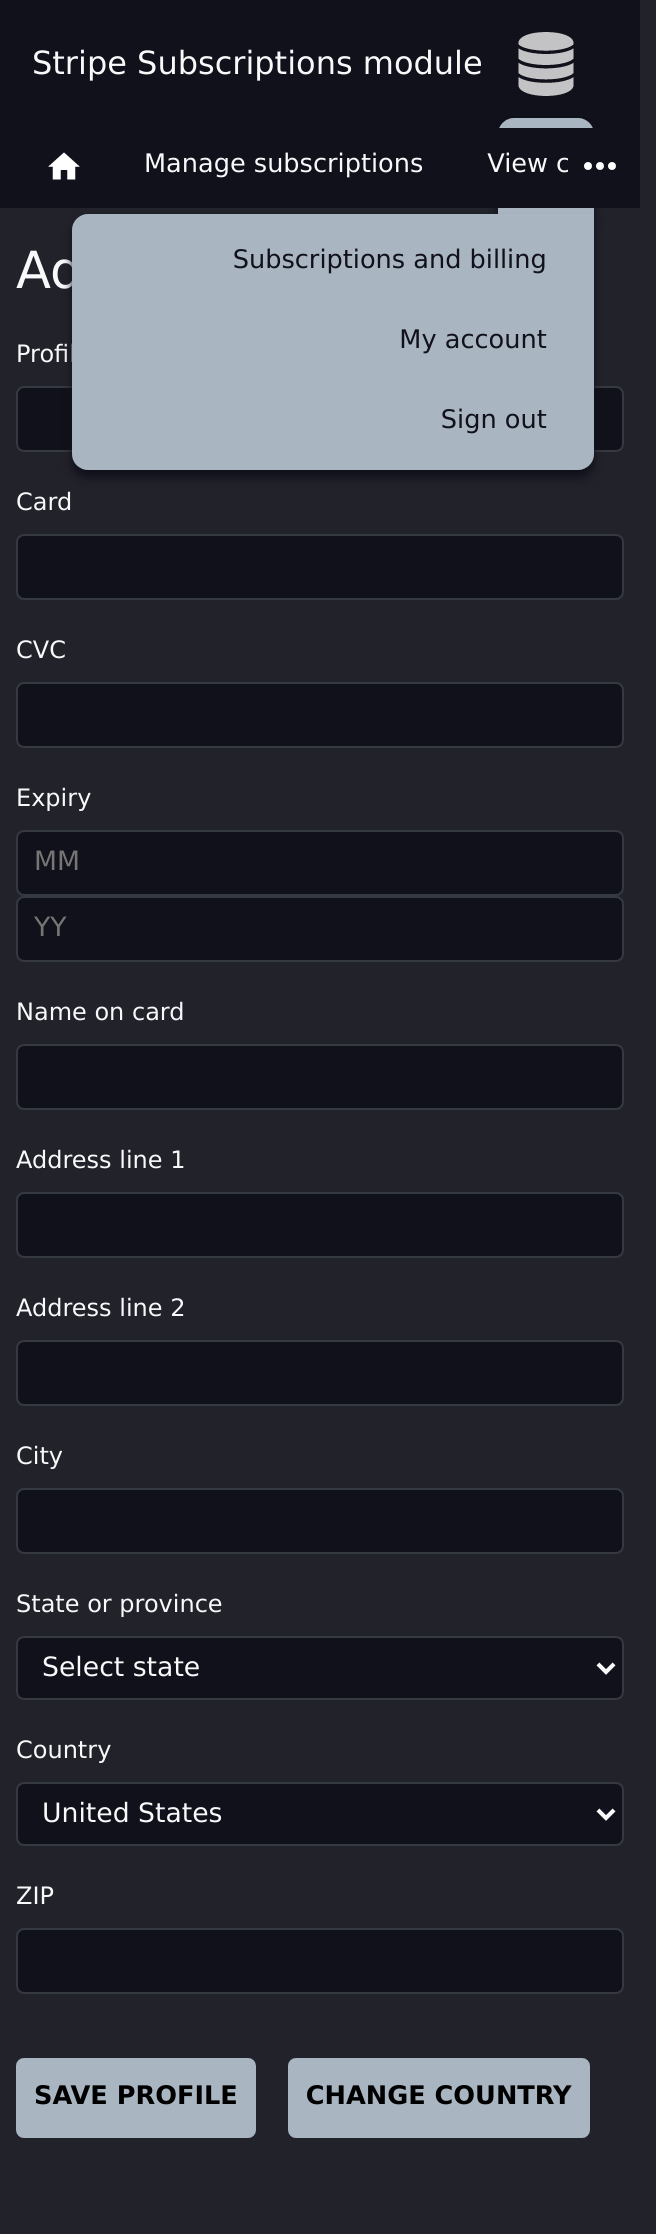 Stripe Subscriptions module
Manage subscriptions
View c
Subscriptions and billing
My account
Sign out
Card
CVC
Expiry
MM
YY
Name on card
Address line 1
Address line 2
City
State or province
Select state
Country
United States
ZIP
SAVE PROFILE
CHANGE COUNTRY